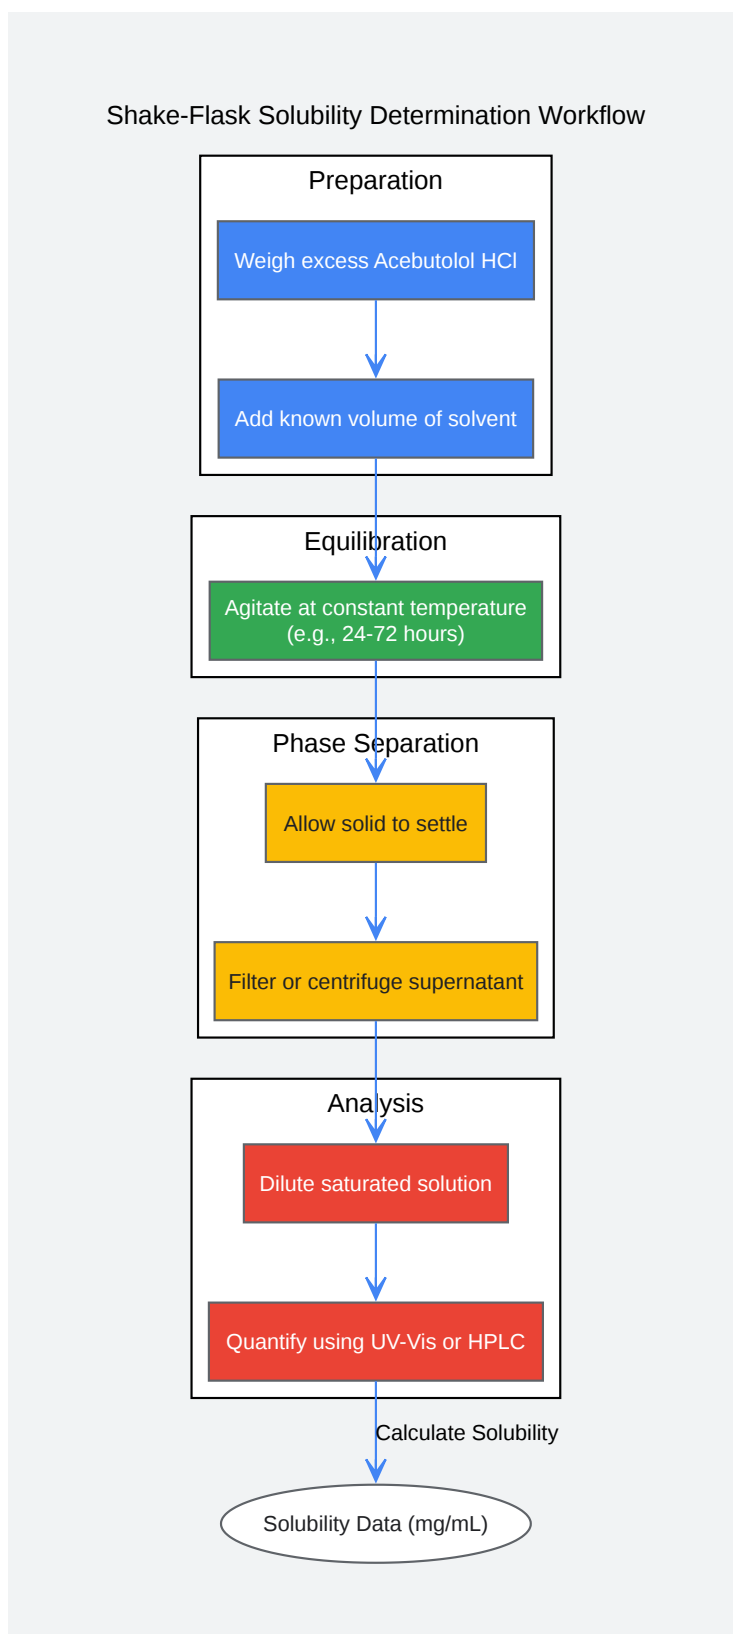 Shake-Flask Solubility Determination Workflow
Preparation
Weigh excess Acebutolol HCl
Add known volume of solvent
Equilibration
Agitate at constant temperature
(e.g., 24-72 hours)
Phase Separation
Allow solid to settle
Filter or centrifuge supernatant
Analysis
Dilute saturated solution
Quantify using UV-Vis or HPLC
Calculate Solubility
Solubility Data (mg/mL)